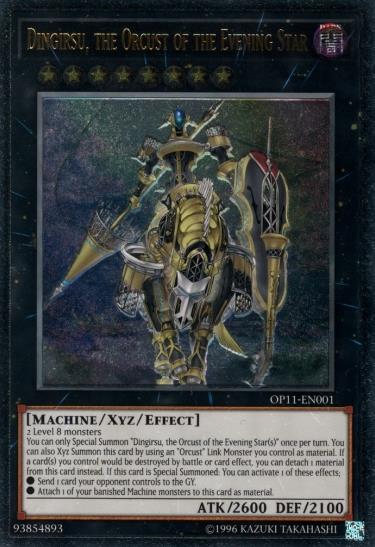 Dingirsu, the Orcust of the Evening Star
OP11-EN001
[Machine/Xyz/Effect]
2 Level 8 monsters
You can only Special Summon "Dingirsu, the Orcust of the Evening Star(s)" once per turn. You
can also Xyz Summon this card by using an "Orcust" Link Monster you control as material. If
a card(s) you control would be destroyed by battle or card effect, you can detach 1 material
from this card instead. If this card is Special Summoned: You can activate 1 of these effects;
● Send 1 card your opponent controls to the GY.
● Attach 1 of your banished Machine monsters to this card as material.
ATK/2600 DEF/2100
93854893
©1996 KAZUKI TAKAHASHI